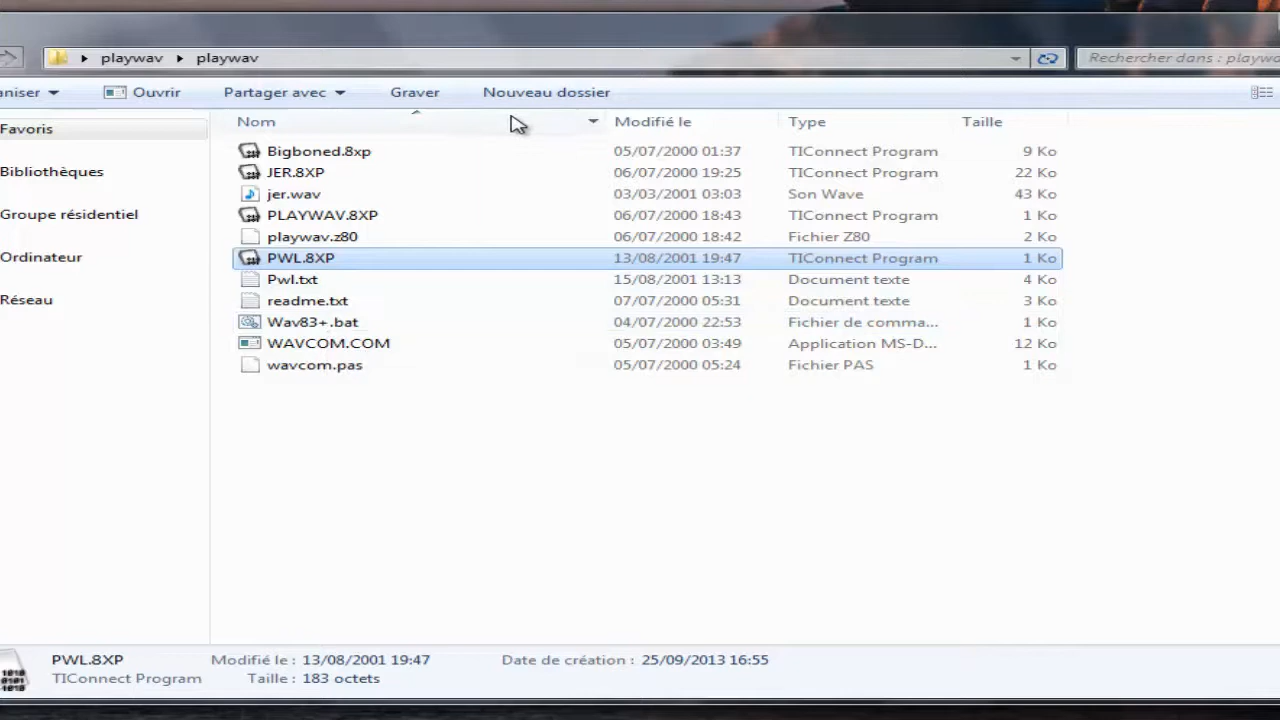 playwav ▸ playwav
Rechercher dans : playwa
aniser
Ouvrir
Partager avec
Graver
Nouveau dossier
Nom Modifié le Type Taille
Favoris
Bibliothèques
Groupe résidentiel
Ordinateur
Réseau
Bigboned.8xp 05/07/2000 01:37 TIConnect Program 9 Ko
JER.8XP 06/07/2000 19:25 TIConnect Program 22 Ko
jer.wav 03/03/2001 03:03 Son Wave 43 Ko
PLAYWAV.8XP 06/07/2000 18:43 TIConnect Program 1 Ko
playwav.z80 06/07/2000 18:42 Fichier Z80 2 Ko
PWL.8XP 13/08/2001 19:47 TIConnect Program 1 Ko
Pwl.txt 15/08/2001 13:13 Document texte 4 Ko
readme.txt 07/07/2000 05:31 Document texte 3 Ko
Wav83+.bat 04/07/2000 22:53 Fichier de comma... 1 Ko
WAVCOM.COM 05/07/2000 03:49 Application MS-D... 12 Ko
wavcom.pas 05/07/2000 05:24 Fichier PAS 1 Ko
PWL.8XP Modifié le : 13/08/2001 19:47 Date de création : 25/09/2013 16:55
TIConnect Program Taille : 183 octets